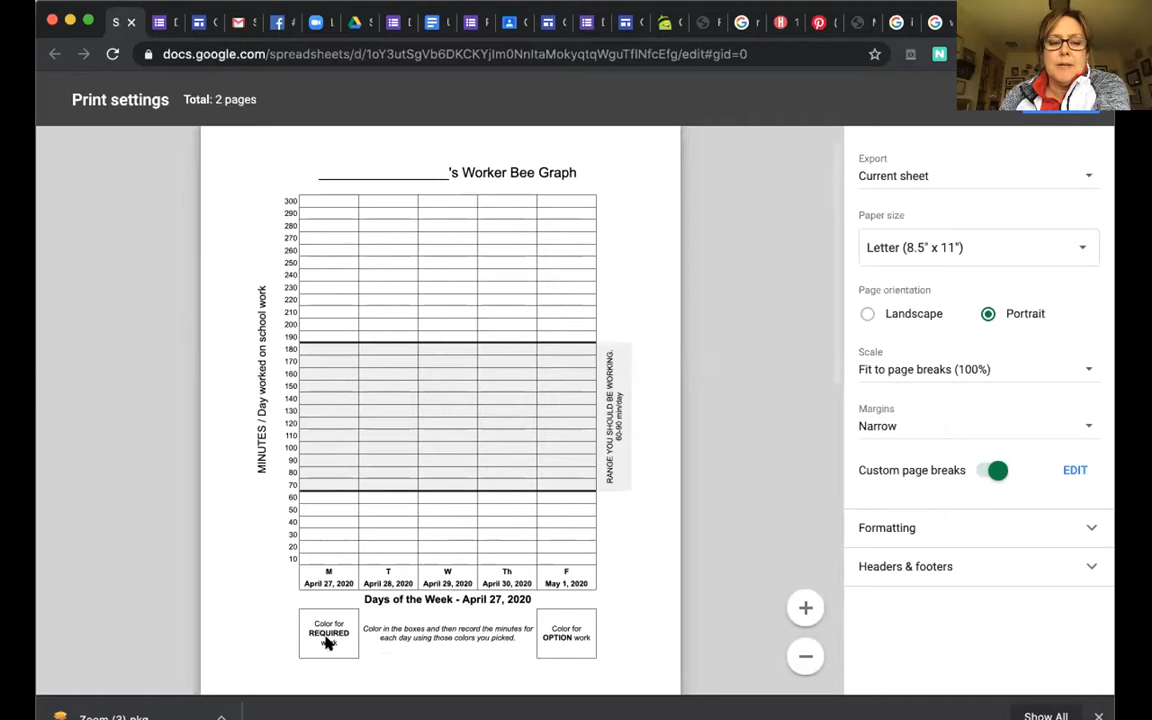 S
docs.google.com/spreadsheets/d/1oY3utSgVb6DKCKYjIm0NnItaMokyqtqWguTfINfcEfg/edit#gid=0
Print settings
Total: 2 pages
's Worker Bee Graph
300
290
280
270
260
250
240
230
220
210
200
190
180
170
160
150
140
130
120
110
100
90
80
70
60
50
40
30
20
10
MINUTES / Day worked on school work
RANGE YOU SHOULD BE WORKING.
60-90 min/day
M T W Th F
April 27, 2020 April 28, 2020 April 29, 2020 April 30, 2020 May 1, 2020
Days of the Week - April 27, 2020
Color for
REQUIRED
Color in the boxes and then record the minutes for
each day using those colors you picked.
Color for
OPTION work
Export
Current sheet
Paper size
Letter (8.5" x 11")
Page orientation
Landscape Portrait
Scale
Fit to page breaks (100%)
Margins
Narrow
Custom page breaks EDIT
Formatting
Headers & footers
Zoom (3).pkg
Show All